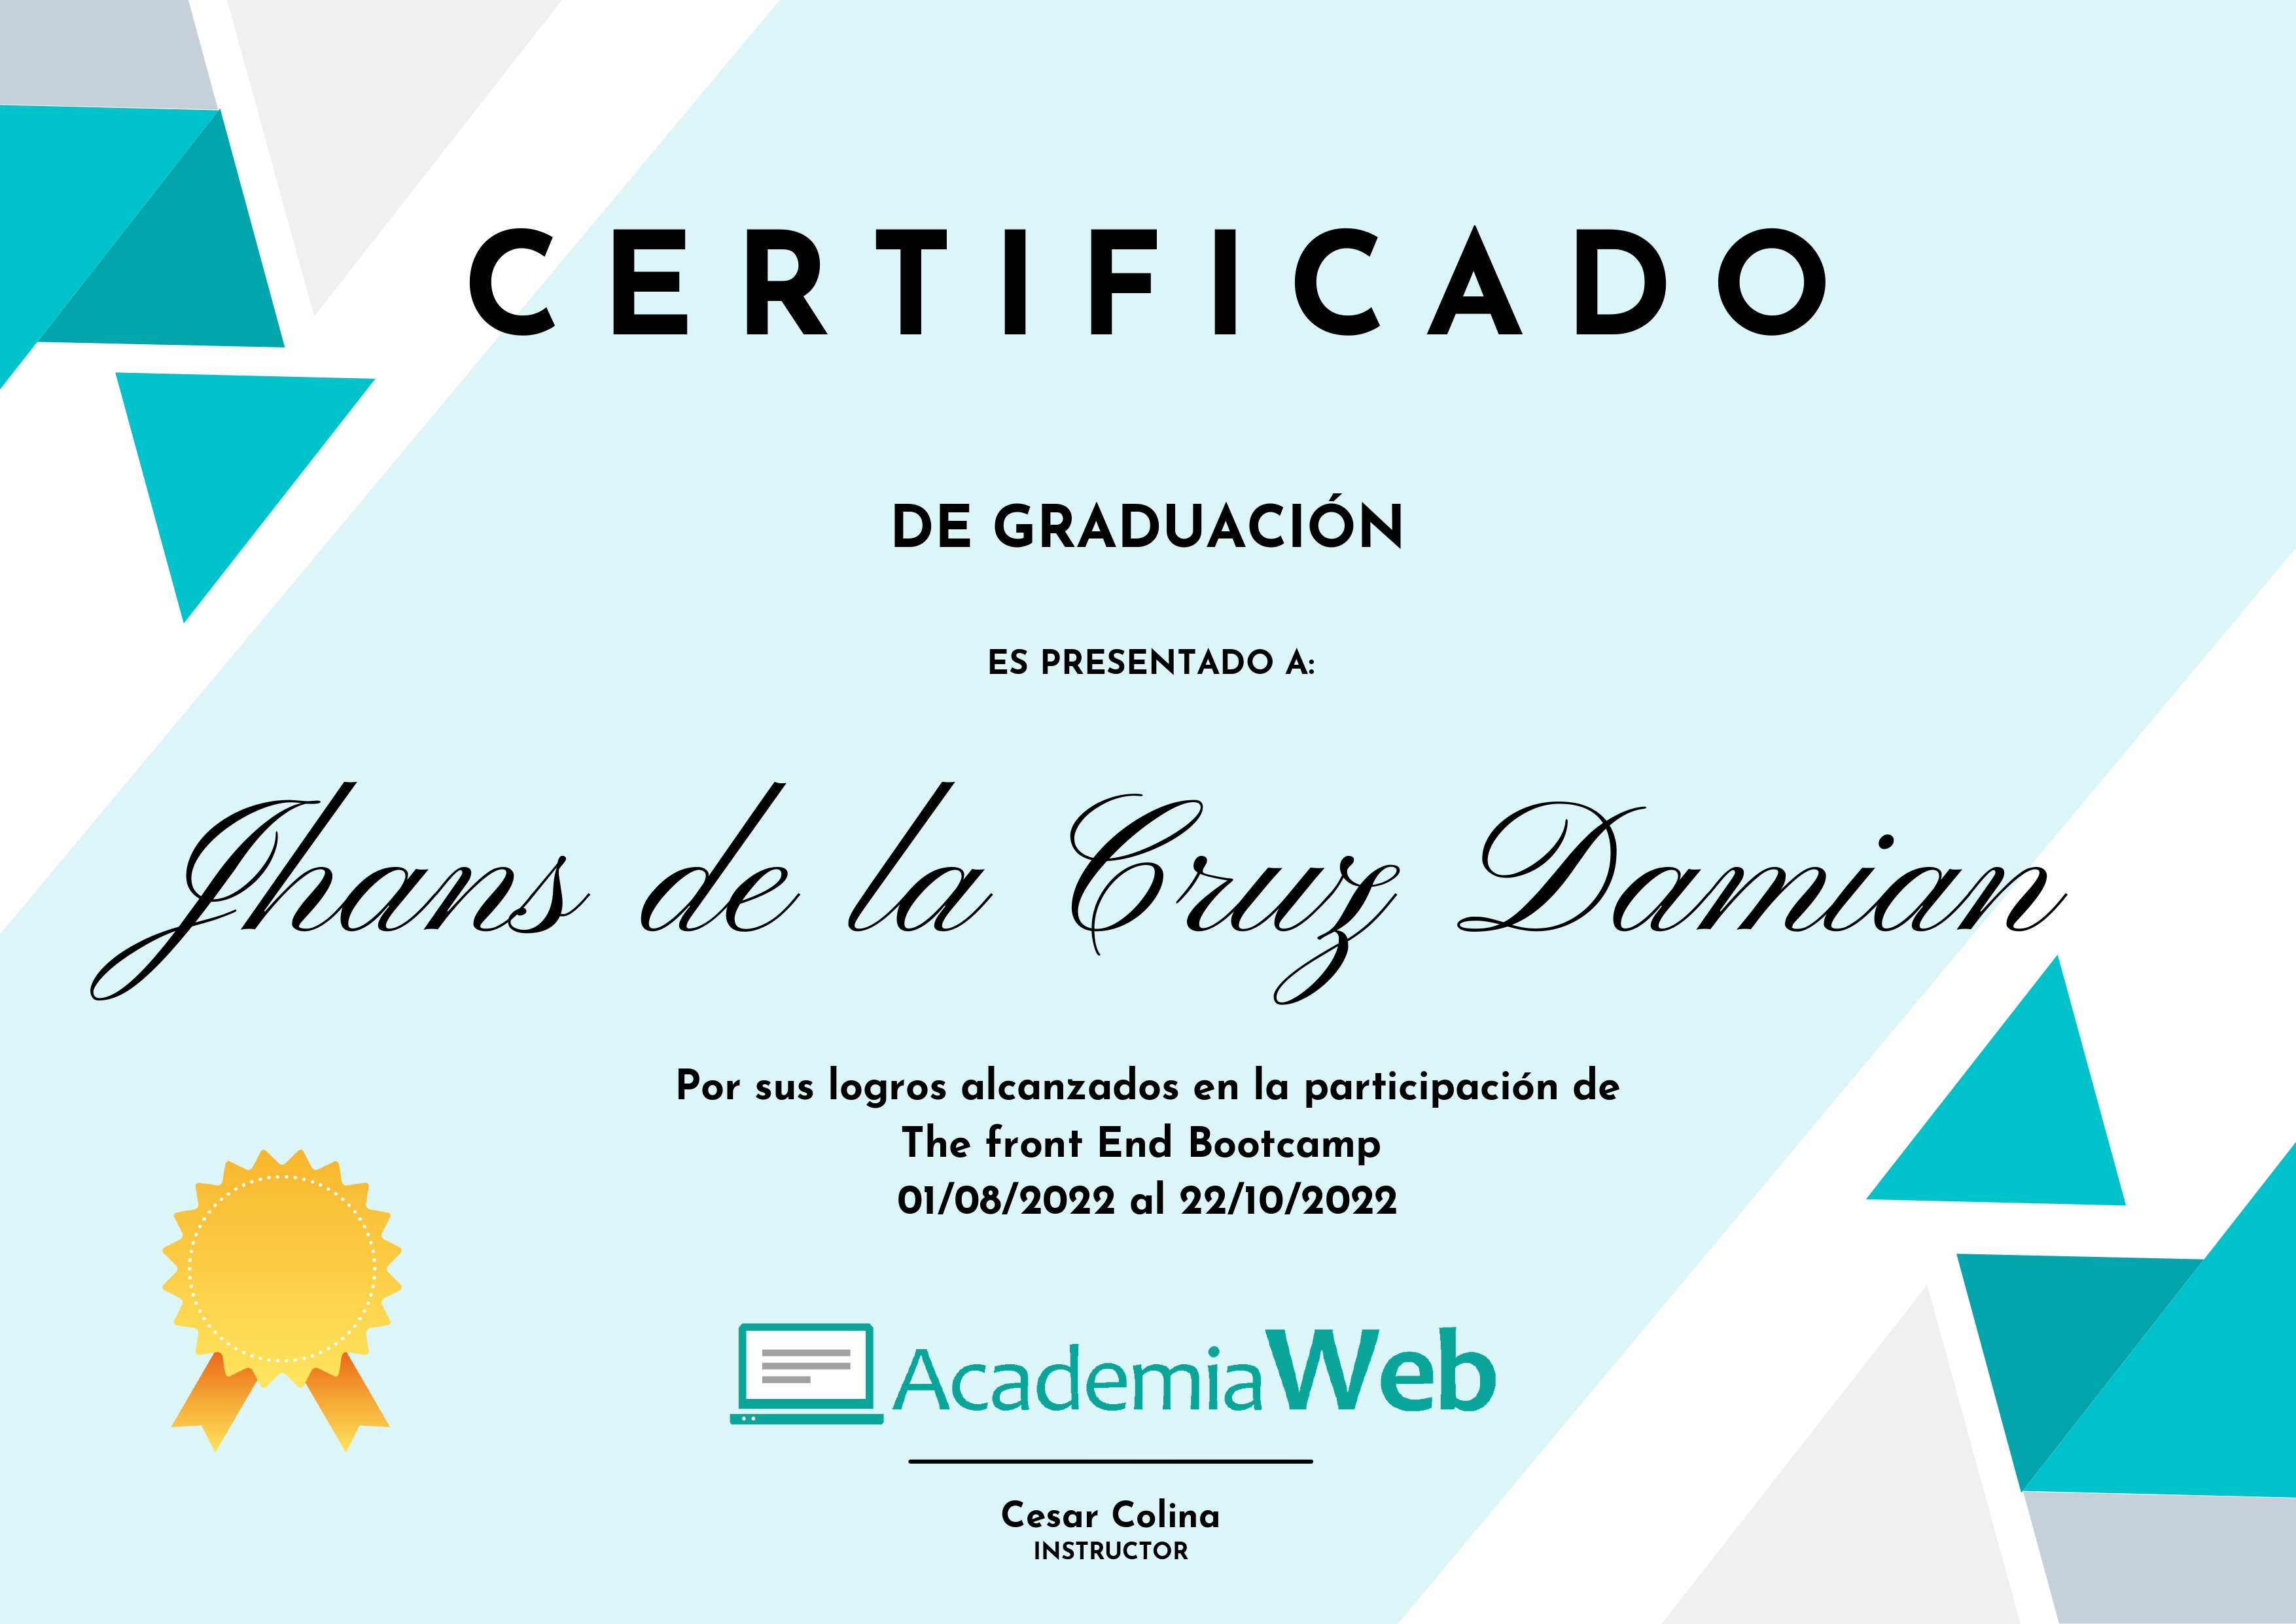 CERTIFICADO
DE GRADUACIÓN
ES PRESENTADO A:
Jhans de la Cruz Damian
Por sus logros alcanzados en la participación de
The front End Bootcamp
01/08/2022 al 22/10/2022
AcademiaWeb
Cesar Colina
INSTRUCTOR